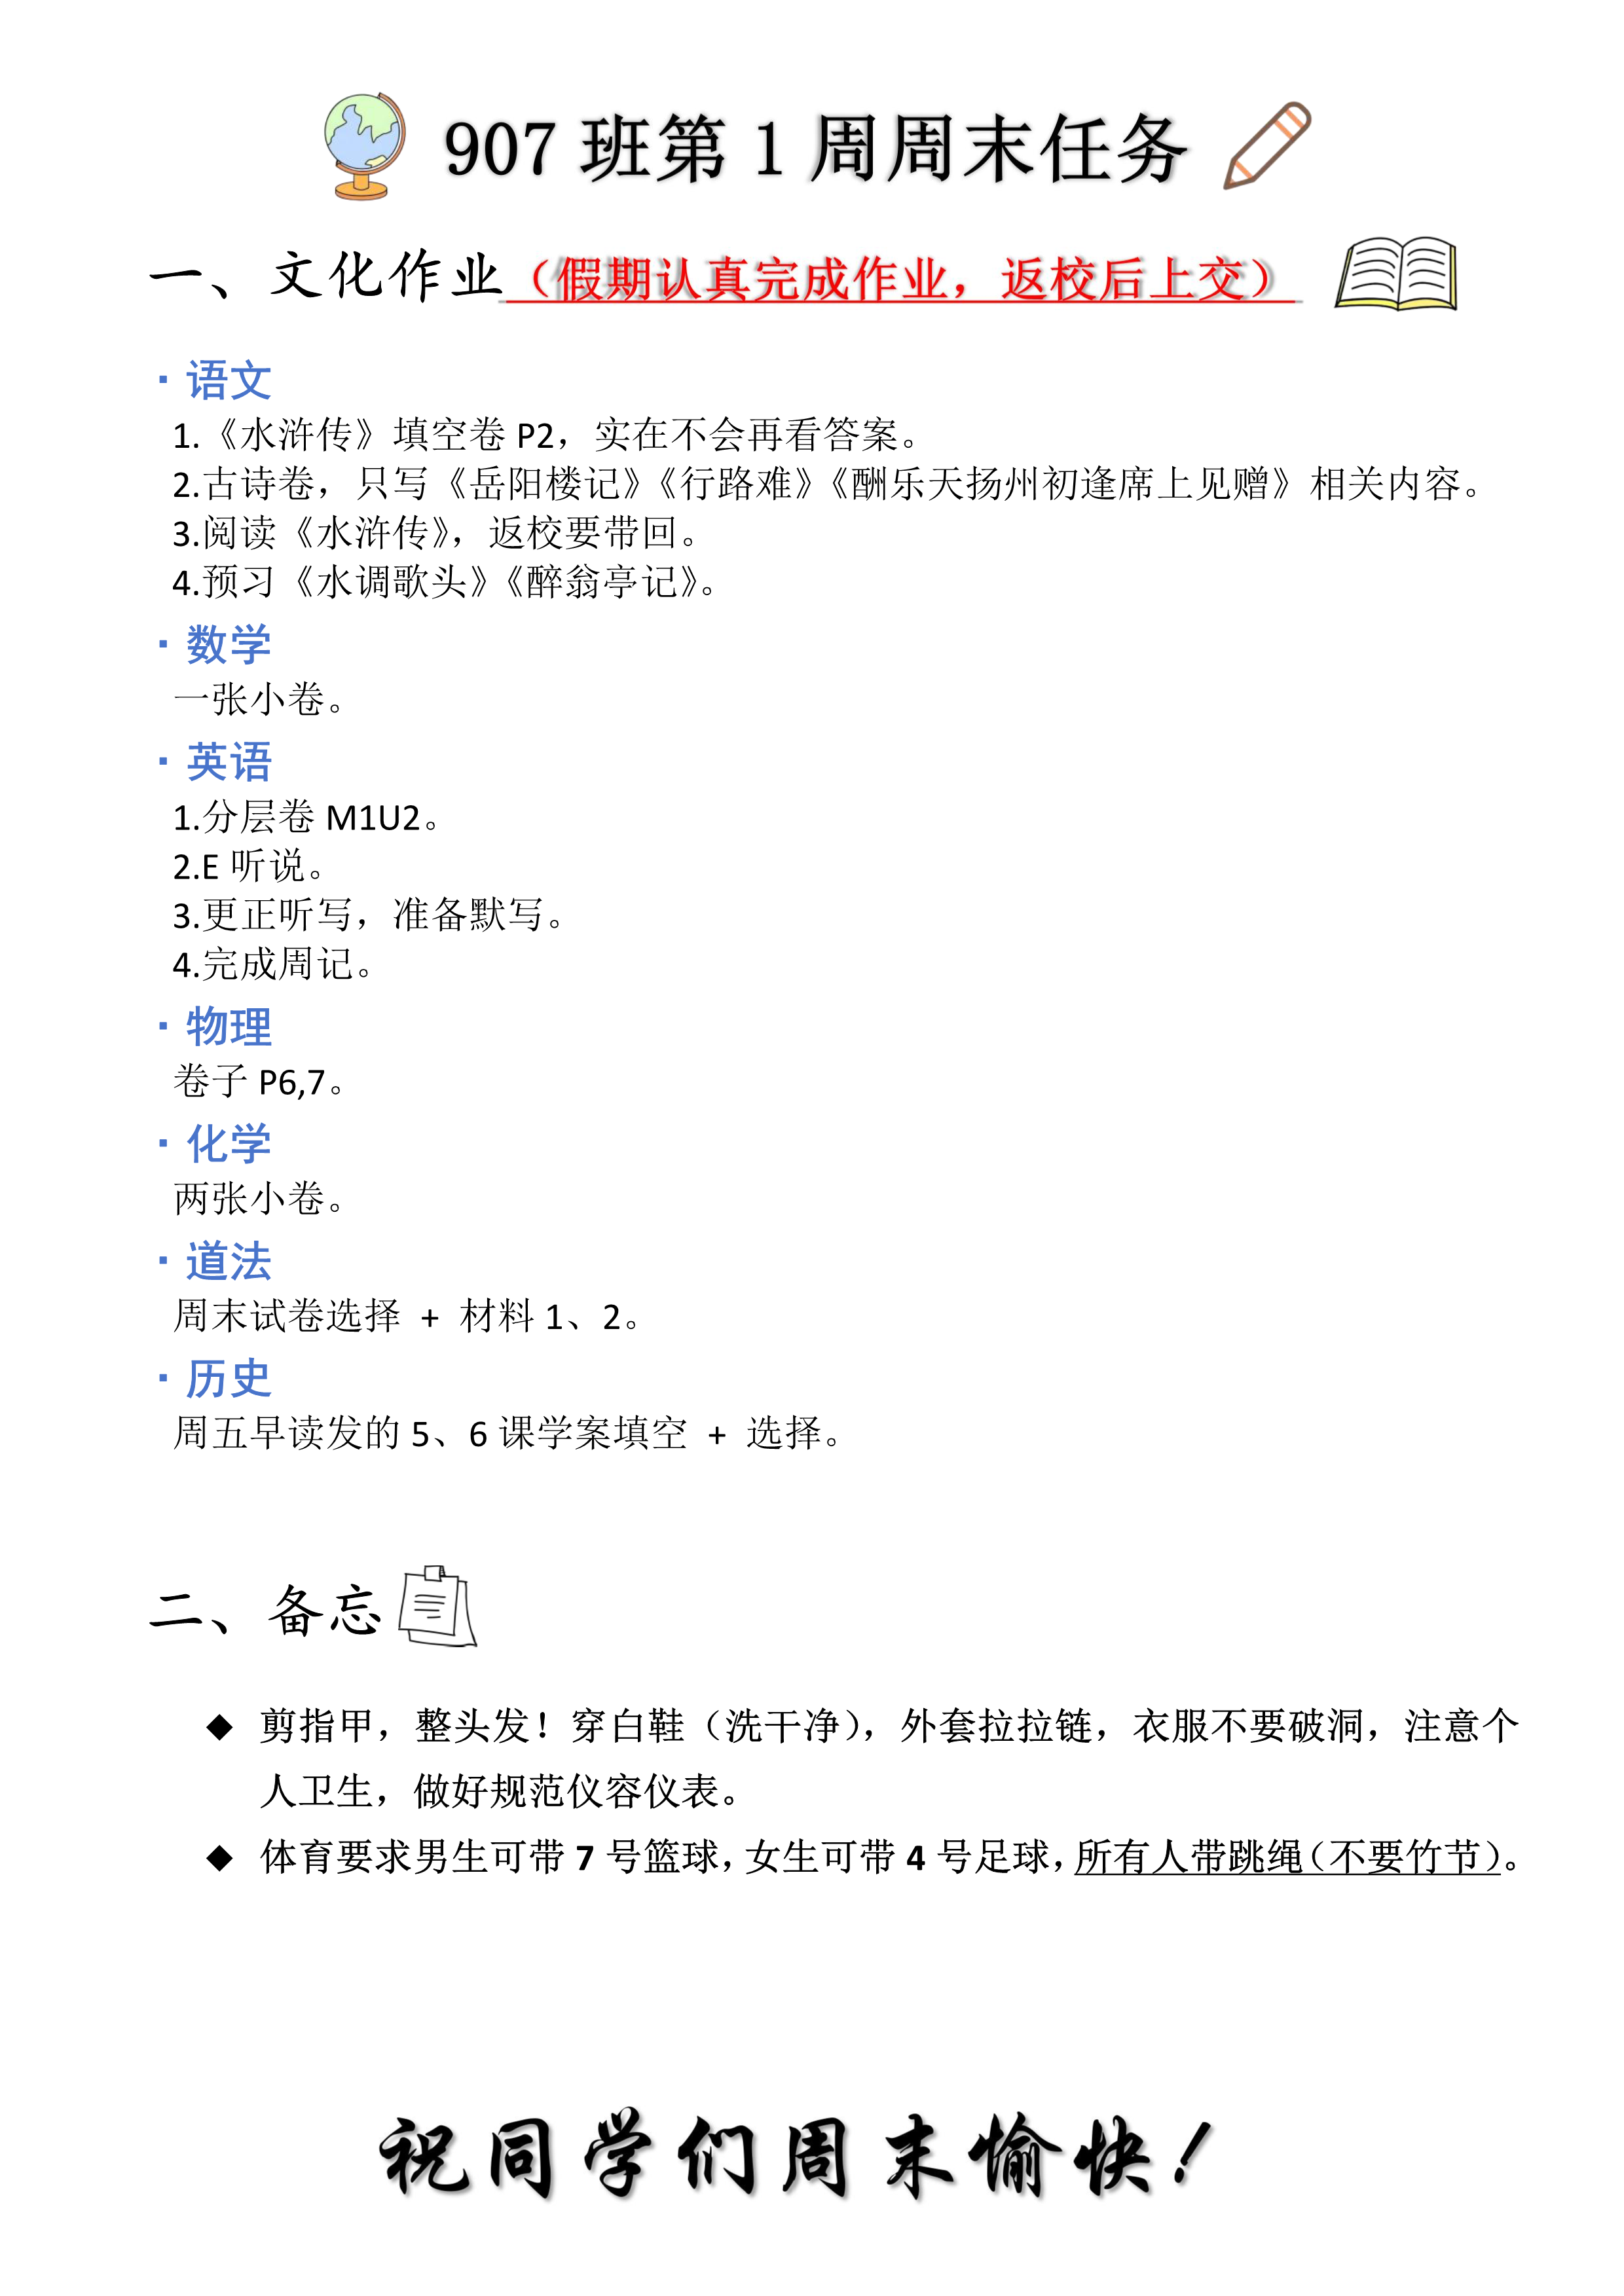 907 班第 1 周周末任务
一、文化作业（假期认真完成作业，返校后上交）
· 语文
1.《水浒传》填空卷 P2，实在不会再看答案。
2.古诗卷，只写《岳阳楼记》《行路难》《酬乐天扬州初逢席上见赠》相关内容。
3.阅读《水浒传》，返校要带回。
4.预习《水调歌头》《醉翁亭记》。
· 数学
一张小卷。
· 英语
1.分层卷 M1U2。
2.E 听说。
3.更正听写，准备默写。
4.完成周记。
· 物理
卷子 P6,7。
· 化学
两张小卷。
· 道法
周末试卷选择 + 材料 1、2。
· 历史
周五早读发的 5、6 课学案填空 + 选择。
二、备忘
◆ 剪指甲，整头发！穿白鞋（洗干净），外套拉拉链，衣服不要破洞，注意个
人卫生，做好规范仪容仪表。
◆ 体育要求男生可带 7 号篮球，女生可带 4 号足球，所有人带跳绳（不要竹节）。
祝同学们周末愉快！